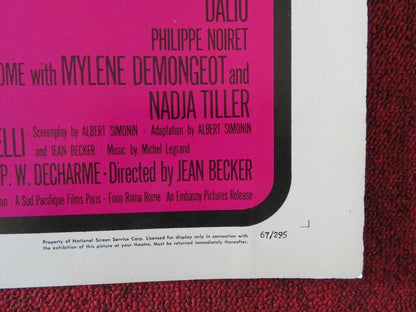 DALIO
PHILIPPE NOIRET
OME with MYLENE DEMONGEOT and
NADJA TILLER
ELLI Screenplay by ALBERT SIMONIN · Adaptation by ALBERT SIMONIN
and JEAN BECKER · Music by Michel Legrand
P. W. DECHARME · Directed by JEAN BECKER
un · A Sud Pacifique Films Paris · Fono Roma Rome An Embassy Pictures Release
Property of National Screen Service Corp. Licensed for display only in connection with
the exhibition of this picture at your theatre. Must be returned immediately thereafter.
67/295